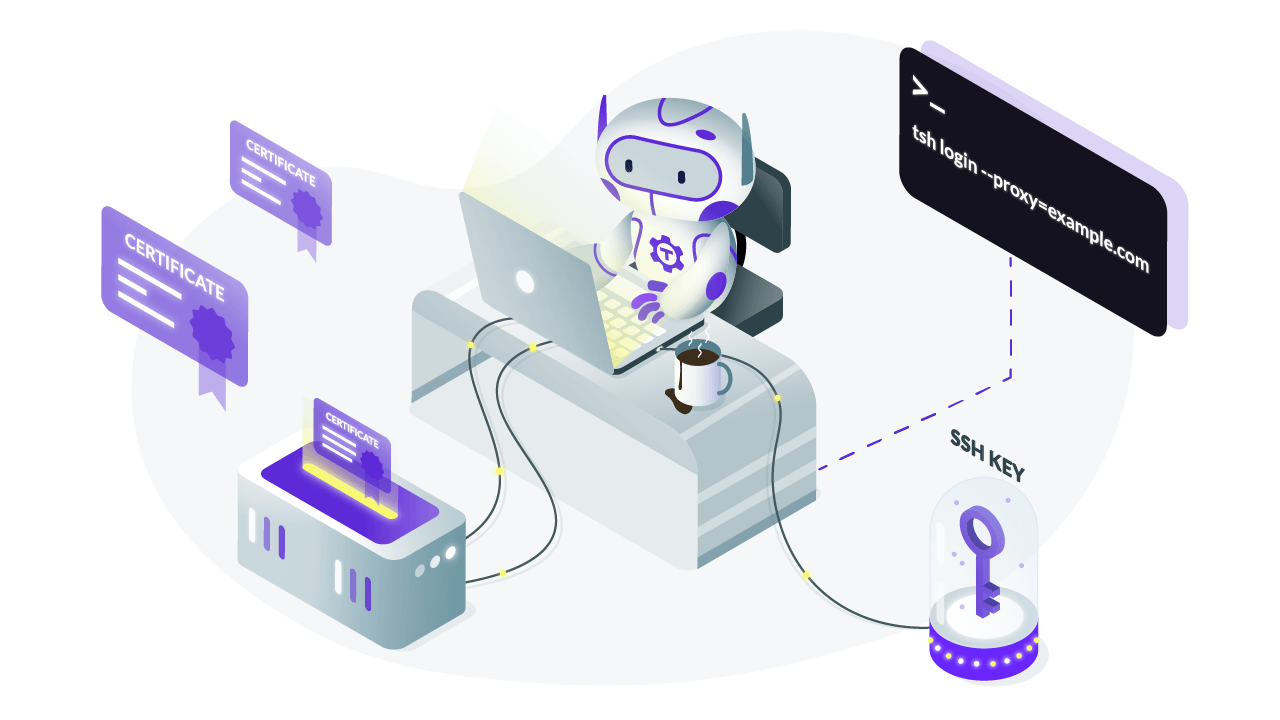 CERTIFICATE
CERTIFICATE
CERTIFICATE
T
>_
tsh login --proxy=example.com
SSH KEY